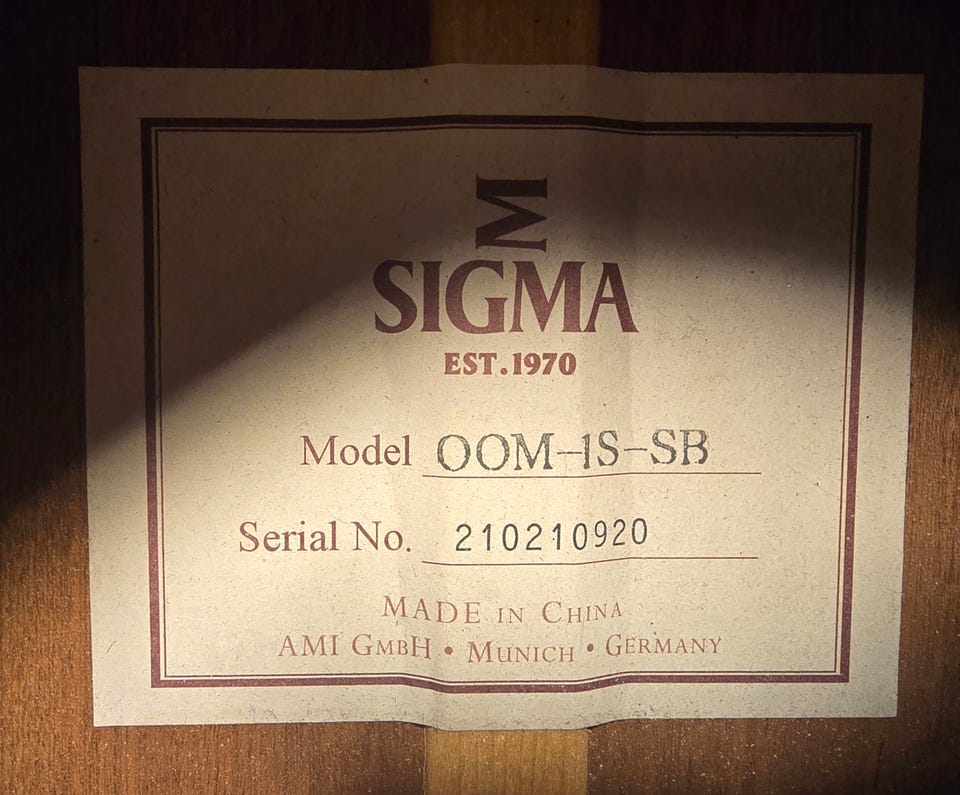 SIGMA
EST.1970
Model OOM-1S-SB
Serial No. 210210920
MADE IN CHINA
AMI GMBH • MUNICH • GERMANY